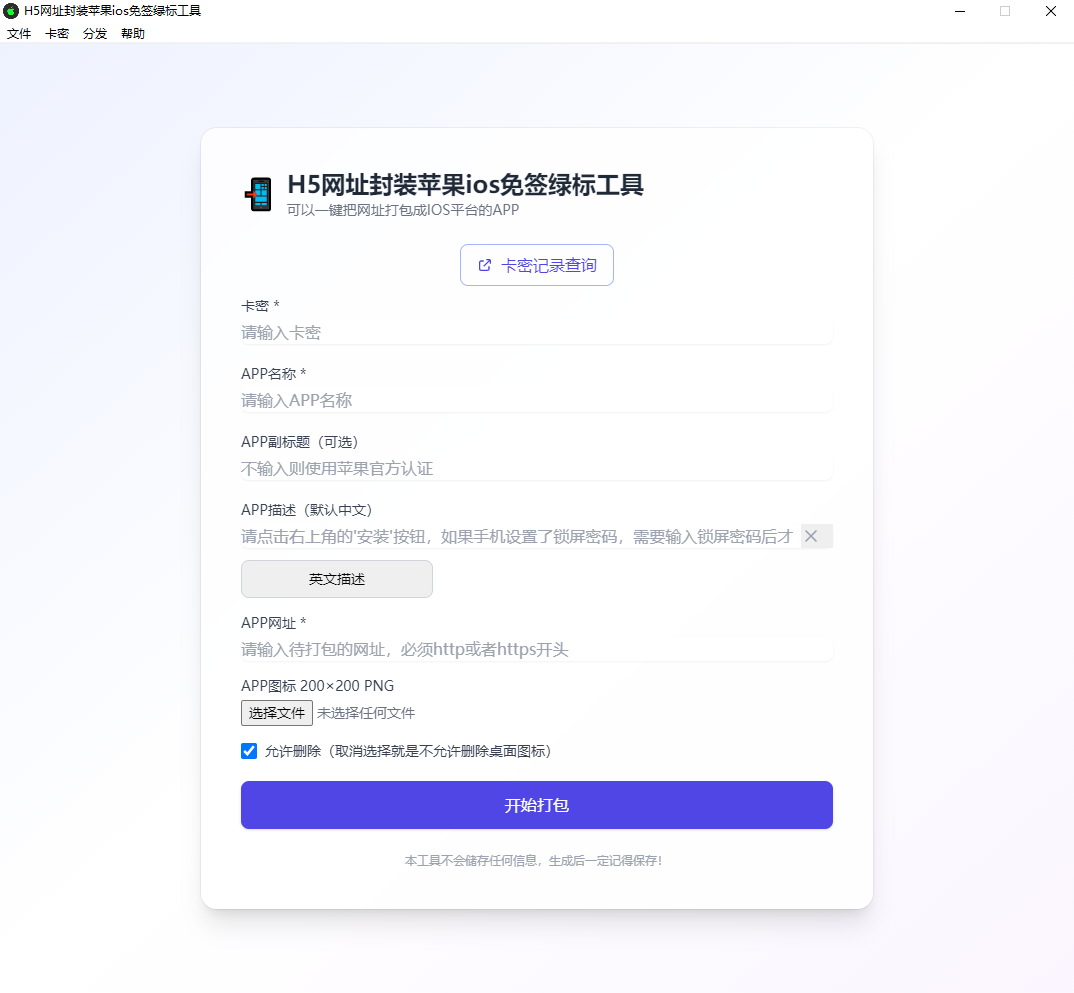 H5网址封装苹果ios免签绿标工具
文件 卡密 分发 帮助
H5网址封装苹果ios免签绿标工具
可以一键把网址打包成IOS平台的APP
卡密记录查询
卡密 *
请输入卡密
APP名称 *
请输入APP名称
APP副标题（可选）
不输入则使用苹果官方认证
APP描述（默认中文）
请点击右上角的'安装'按钮，如果手机设置了锁屏密码，需要输入锁屏密码后才
英文描述
APP网址 *
请输入待打包的网址，必须http或者https开头
APP图标 200×200 PNG
选择文件 未选择任何文件
允许删除（取消选择就是不允许删除桌面图标）
开始打包
本工具不会储存任何信息，生成后一定记得保存！